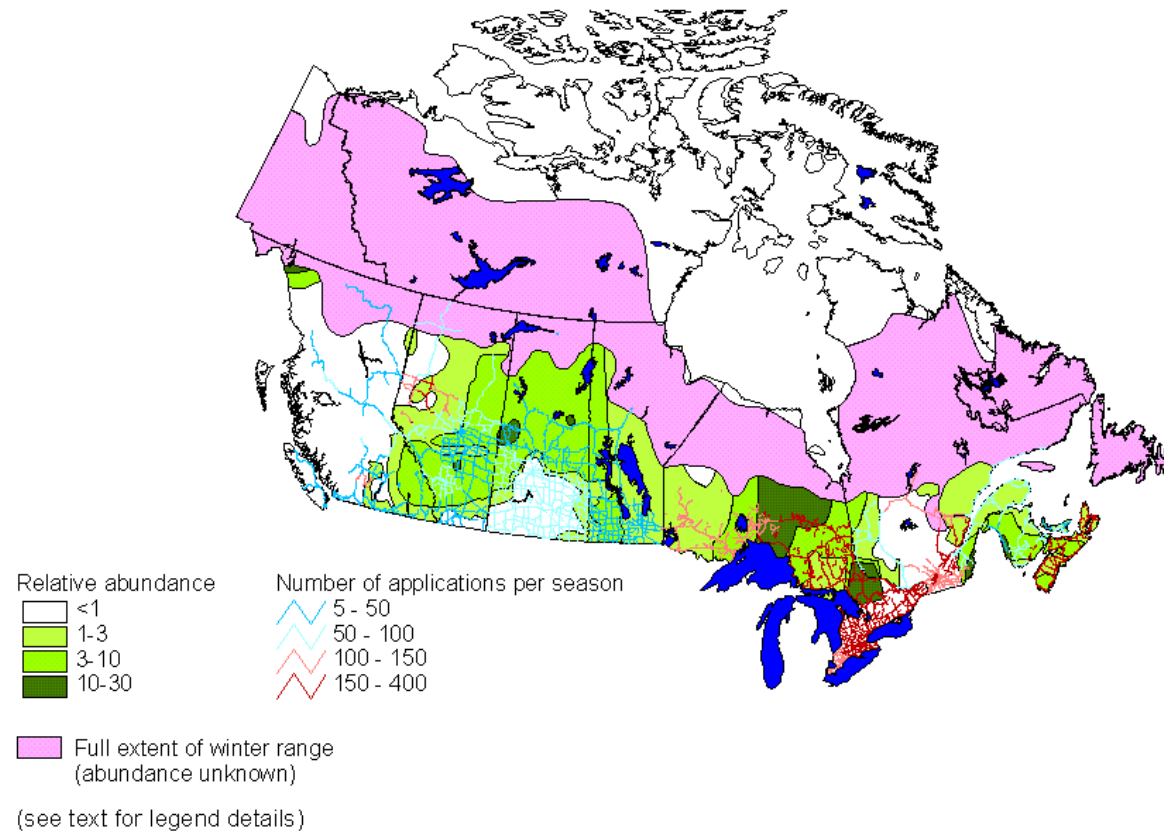 Relative abundance
<1
1-3
3-10
10-30
Number of applications per season
5 - 50
50 - 100
100 - 150
150 - 400
Full extent of winter range
(abundance unknown)
(see text for legend details)